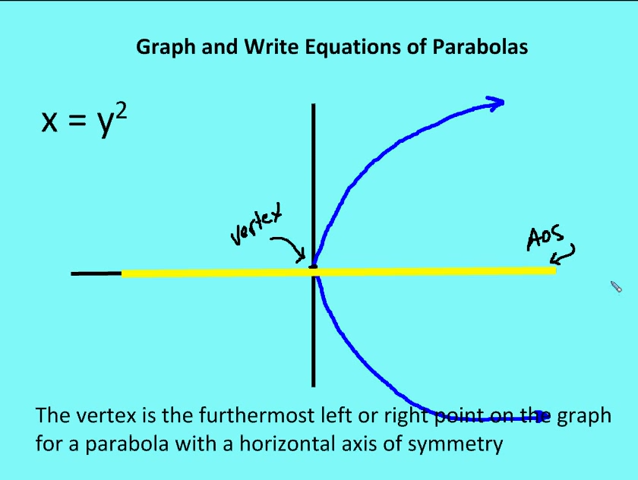 Graph and Write Equations of Parabolas
x = y²
vertex
AOS
The vertex is the furthermost left or right point on the graph
for a parabola with a horizontal axis of symmetry